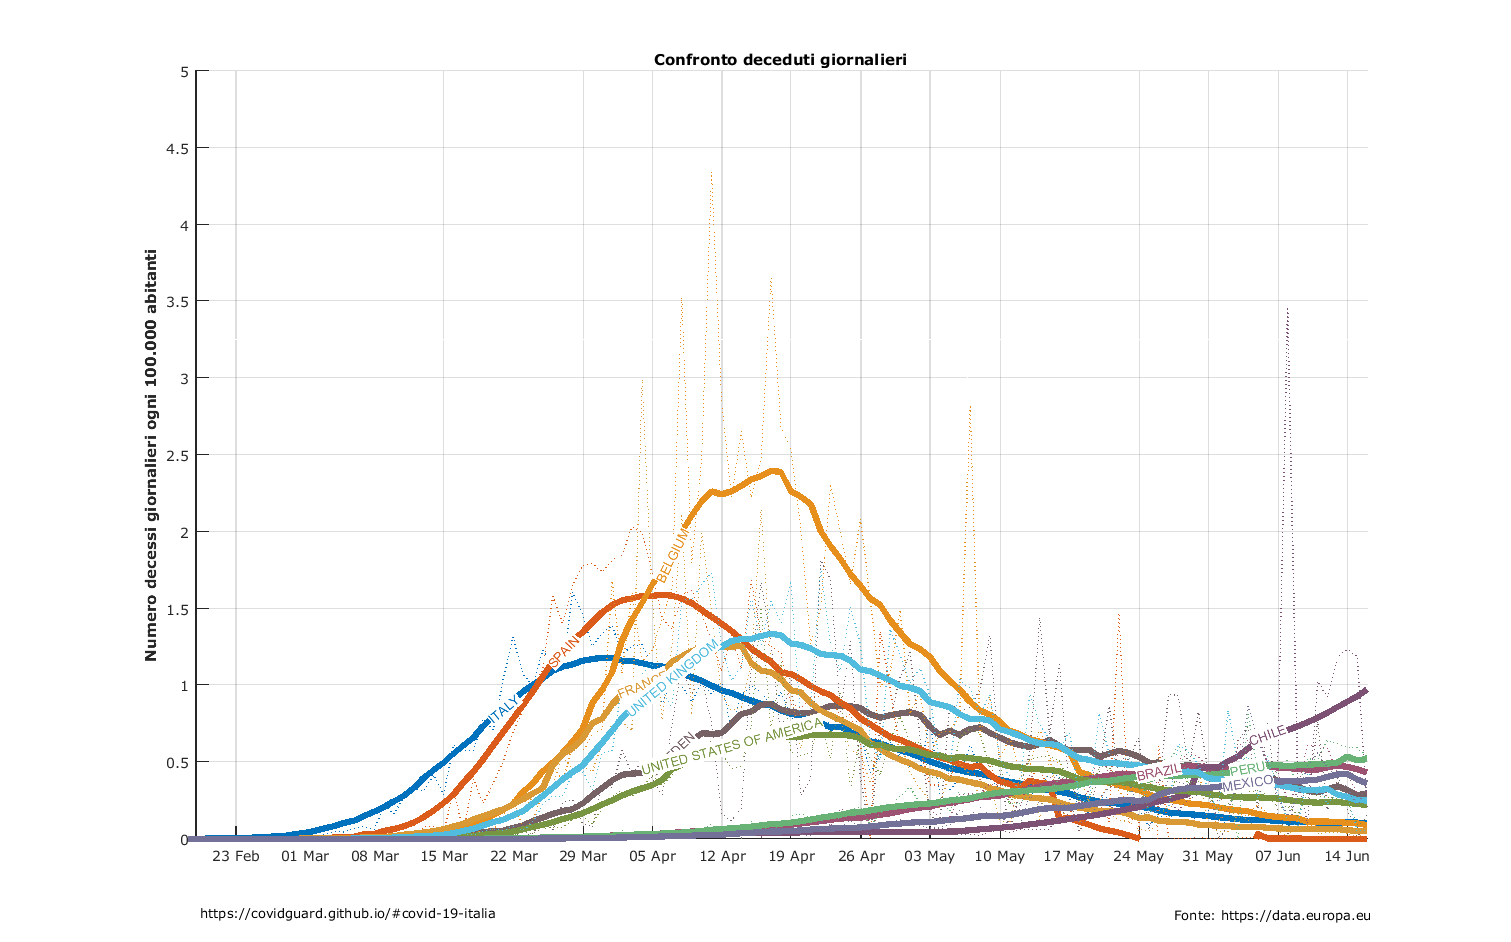 Confronto deceduti giornalieri
Numero decessi giornalieri ogni 100.000 abitanti
5
4.5
4
3.5
3
2.5
2
1.5
1
0.5
0
BELGIUM
SPAIN
ITALY
FRANC
UNITED KINGDOM
DEN
UNITED STATES OF AMERICA
CHILE
BRAZIL
PERU
MEXICO
23 Feb 01 Mar 08 Mar 15 Mar 22 Mar 29 Mar 05 Apr 12 Apr 19 Apr 26 Apr 03 May 10 May 17 May 24 May 31 May 07 Jun 14 Jun
https://covidguard.github.io/#covid-19-italia
Fonte: https://data.europa.eu